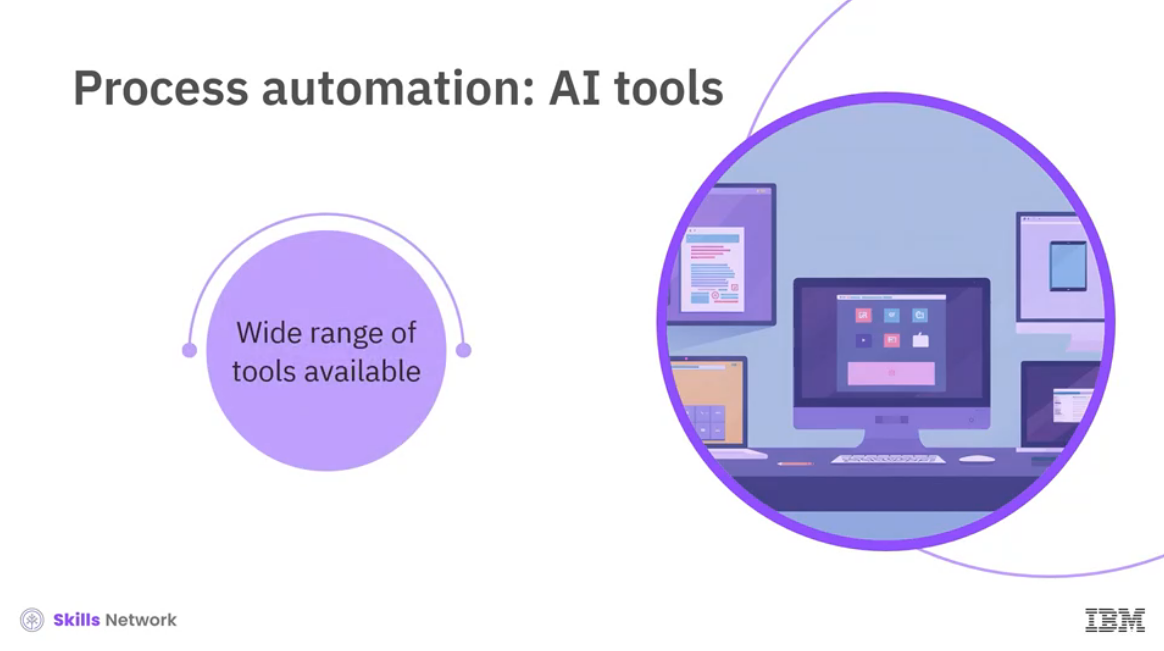 Process automation: AI tools
Wide range of
tools available
Skills Network
IBM